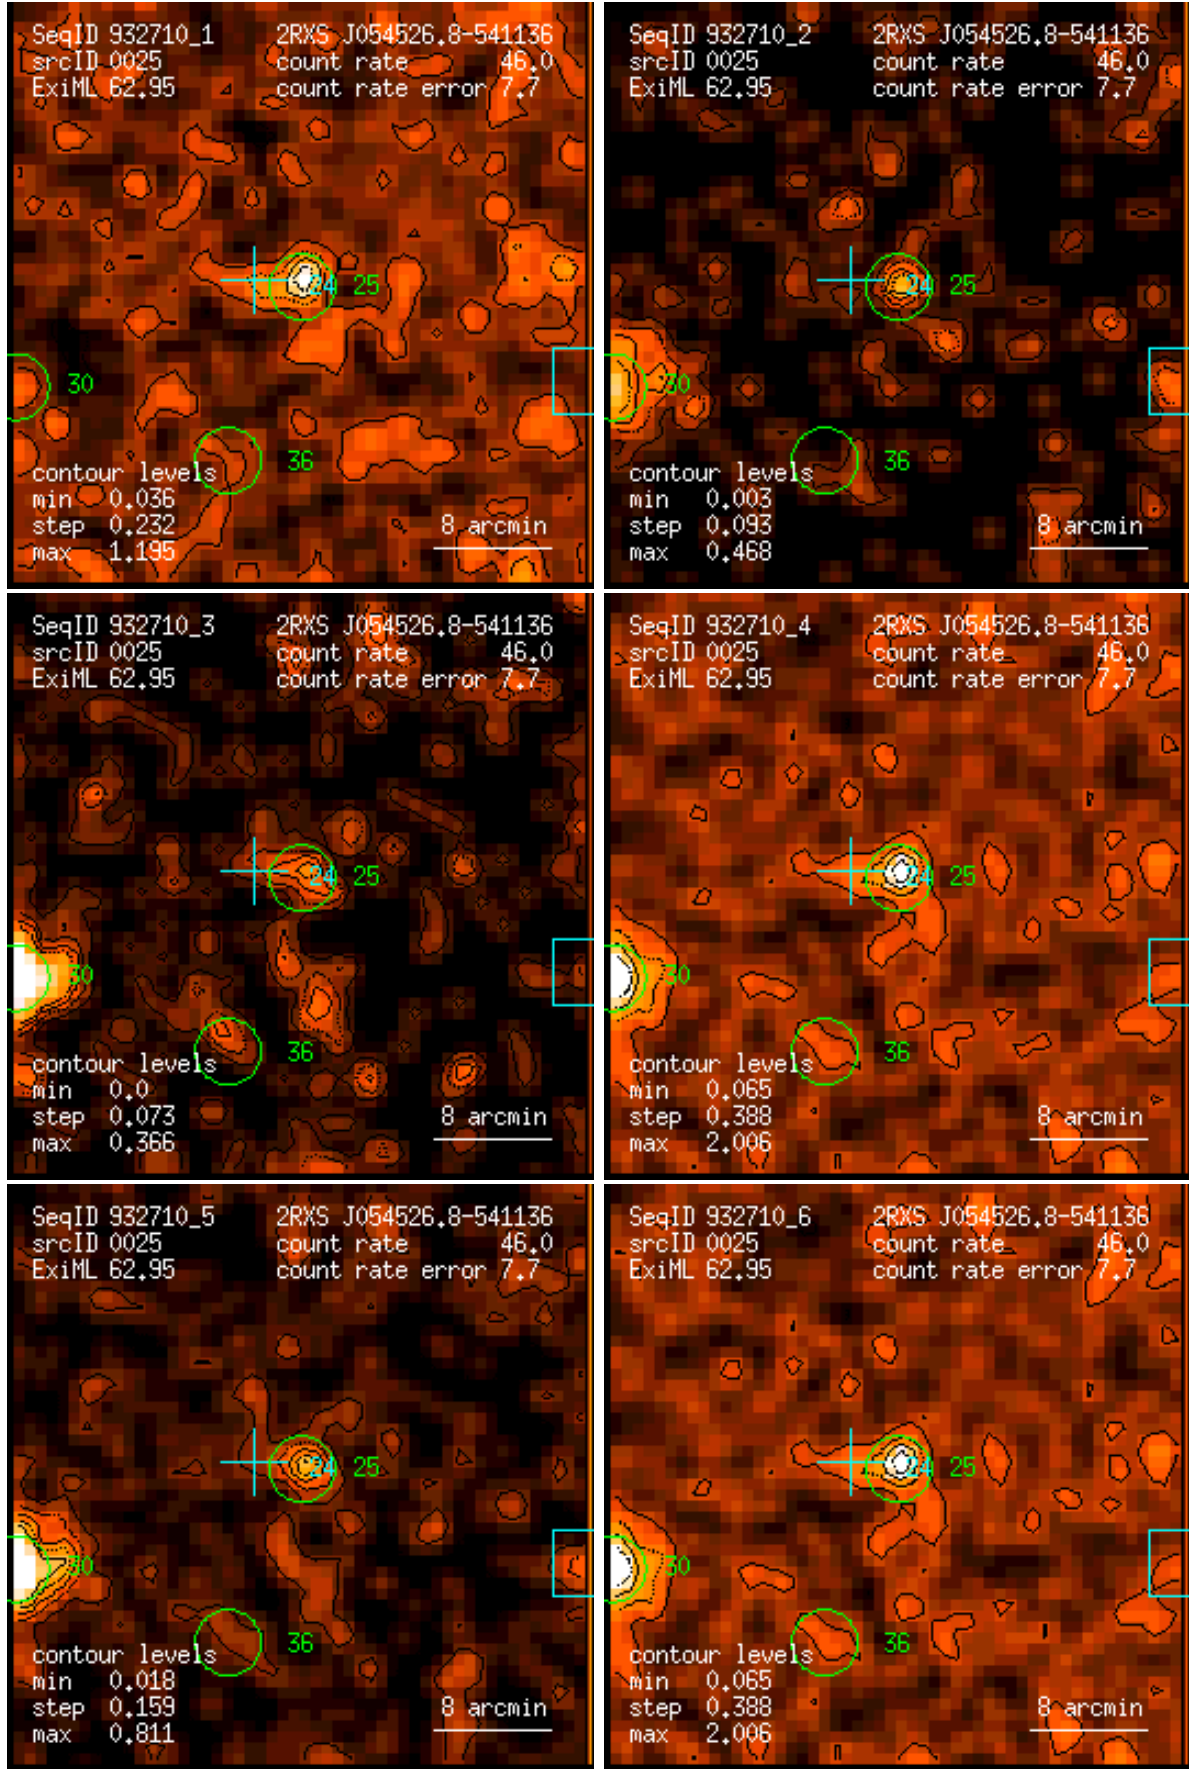 SeqID 932710_1 2RXS J054526.8-541136
srcID 0025 count rate 46.0
ExiML 62.95 count rate error 7.7
24 25
30
36
contour levels
min 0.036
step 0.232 8 arcmin
max 1.195
SeqID 932710_2 2RXS J054526.8-541136
srcID 0025 count rate 46.0
ExiML 62.95 count rate error 7.7
24 25
30
36
contour levels
min 0.003
step 0.093 8 arcmin
max 0.468
SeqID 932710_3 2RXS J054526.8-541136
srcID 0025 count rate 46.0
ExiML 62.95 count rate error 7.7
24 25
30
36
contour levels
min 0.0
step 0.073 8 arcmin
max 0.366
SeqID 932710_4 2RXS J054526.8-541136
srcID 0025 count rate 46.0
ExiML 62.95 count rate error 7.7
24 25
30
36
contour levels
min 0.065
step 0.388 8 arcmin
max 2.006
SeqID 932710_5 2RXS J054526.8-541136
srcID 0025 count rate 46.0
ExiML 62.95 count rate error 7.7
24 25
30
36
contour levels
min 0.018
step 0.159 8 arcmin
max 0.811
SeqID 932710_6 2RXS J054526.8-541136
srcID 0025 count rate 46.0
ExiML 62.95 count rate error 7.7
24 25
30
36
contour levels
min 0.065
step 0.388 8 arcmin
max 2.006